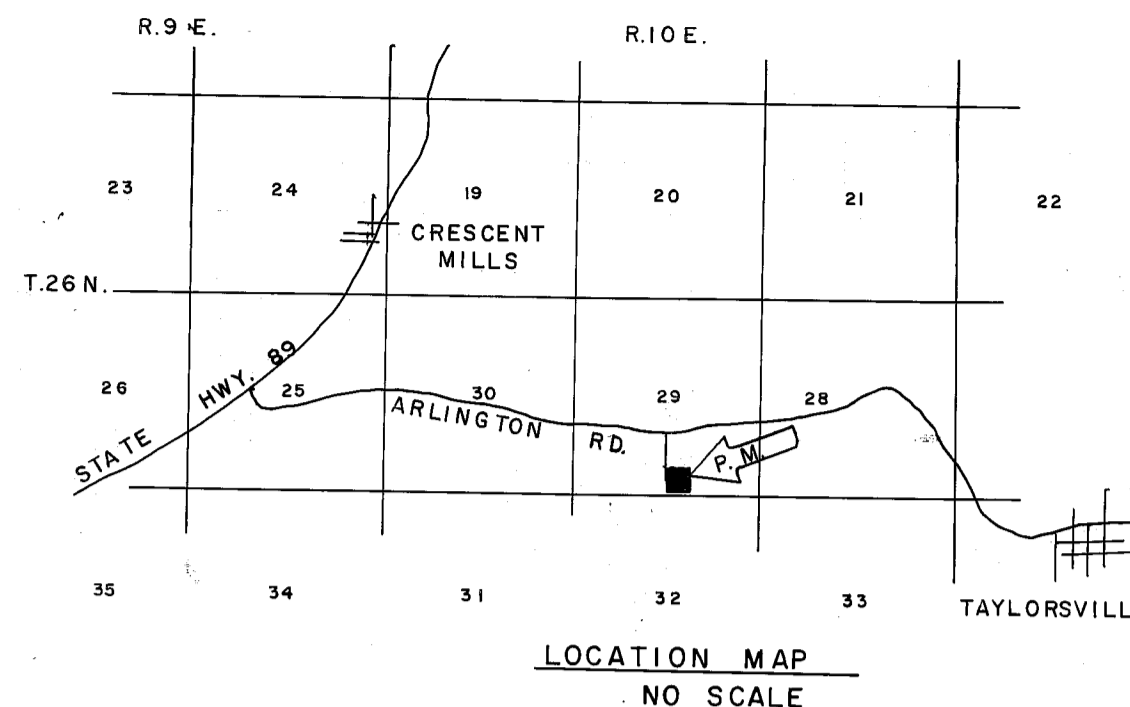 R.9 E.
R.10 E.
23 24 19 20 21 22
CRESCENT
MILLS
T.26 N.
STATE HWY. 89
26 25 30 29 28
ARLINGTON RD.
P. M.
35 34 31 32 33
TAYLORSVILL
LOCATION MAP
NO SCALE